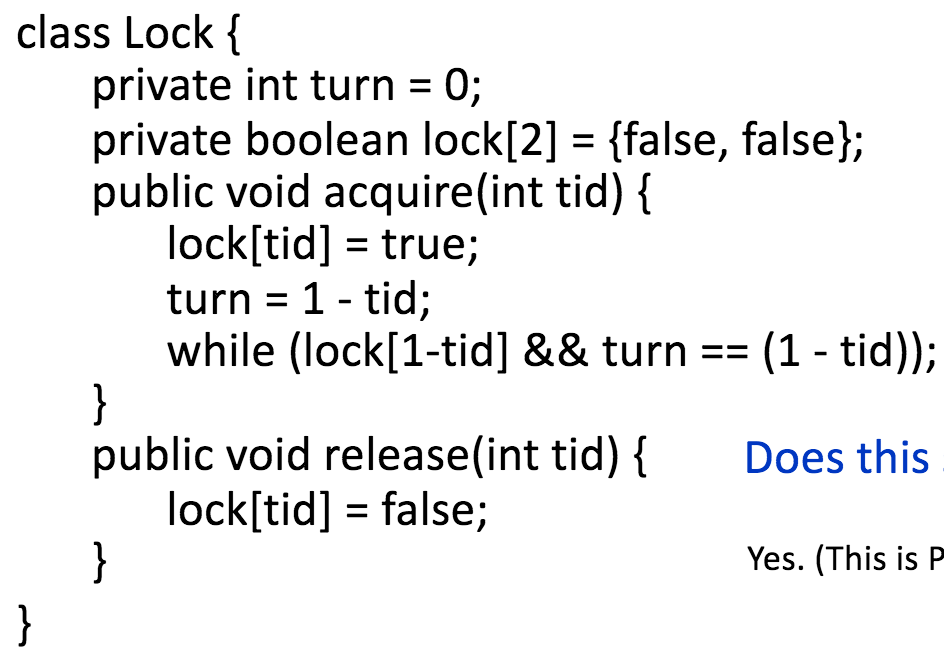 class Lock {
private int turn = 0;
private boolean lock[2] = {false, false};
public void acquire(int tid) {
lock[tid] = true;
turn = 1 - tid;
while (lock[1-tid] && turn == (1 - tid));
}
public void release(int tid) {
Does this
lock[tid] = false;
}
Yes. (This is P
}